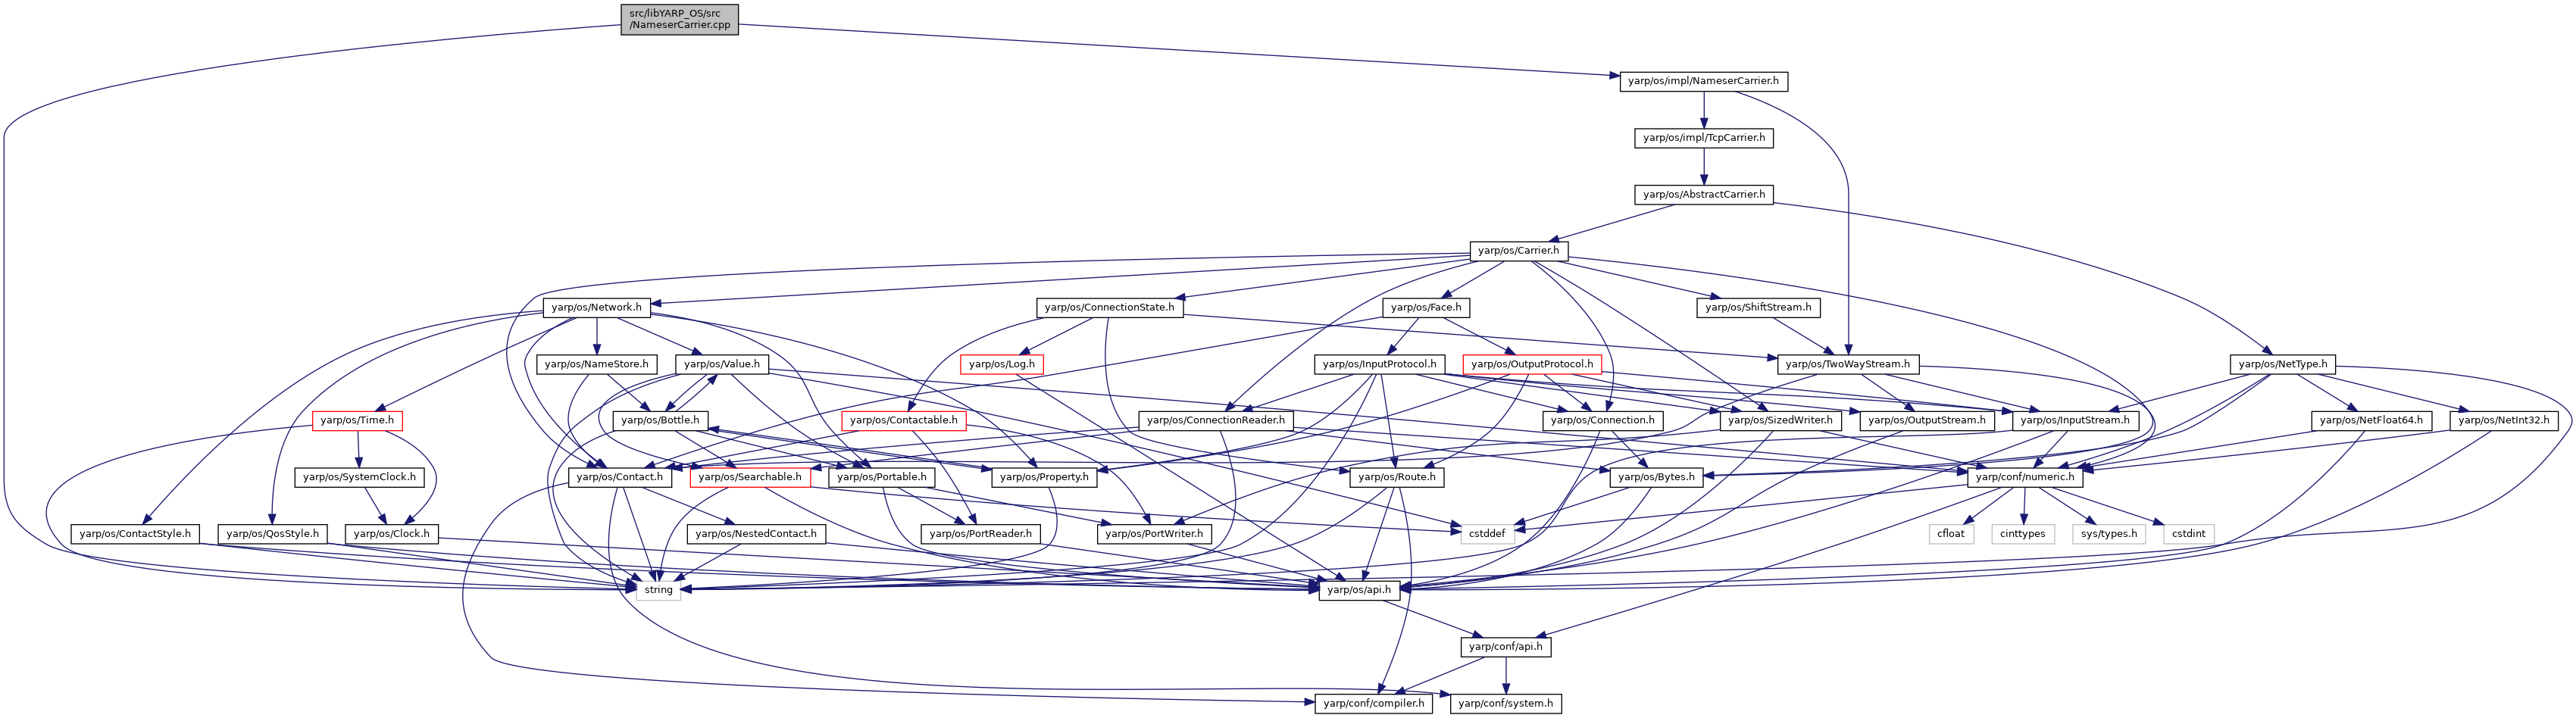 src/libYARP_OS/src
/NameserCarrier.cpp
yarp/os/impl/NameserCarrier.h
yarp/os/impl/TcpCarrier.h
yarp/os/AbstractCarrier.h
yarp/os/Carrier.h
yarp/os/Network.h
yarp/os/ConnectionState.h
yarp/os/Face.h
yarp/os/ShiftStream.h
yarp/os/NameStore.h
yarp/os/Value.h
yarp/os/Log.h
yarp/os/InputProtocol.h
yarp/os/OutputProtocol.h
yarp/os/TwoWayStream.h
yarp/os/NetType.h
yarp/os/Time.h
yarp/os/Bottle.h
yarp/os/Contactable.h
yarp/os/ConnectionReader.h
yarp/os/Connection.h
yarp/os/SizedWriter.h
yarp/os/OutputStream.h
yarp/os/InputStream.h
yarp/os/NetFloat64.h
yarp/os/NetInt32.h
yarp/os/SystemClock.h
yarp/os/Contact.h
yarp/os/Searchable.h
yarp/os/Portable.h
yarp/os/Property.h
yarp/os/Route.h
yarp/os/Bytes.h
yarp/conf/numeric.h
yarp/os/ContactStyle.h
yarp/os/QosStyle.h
yarp/os/Clock.h
yarp/os/NestedContact.h
yarp/os/PortReader.h
yarp/os/PortWriter.h
cstddef
cfloat
cinttypes
sys/types.h
cstdint
string
yarp/os/api.h
yarp/conf/api.h
yarp/conf/compiler.h
yarp/conf/system.h